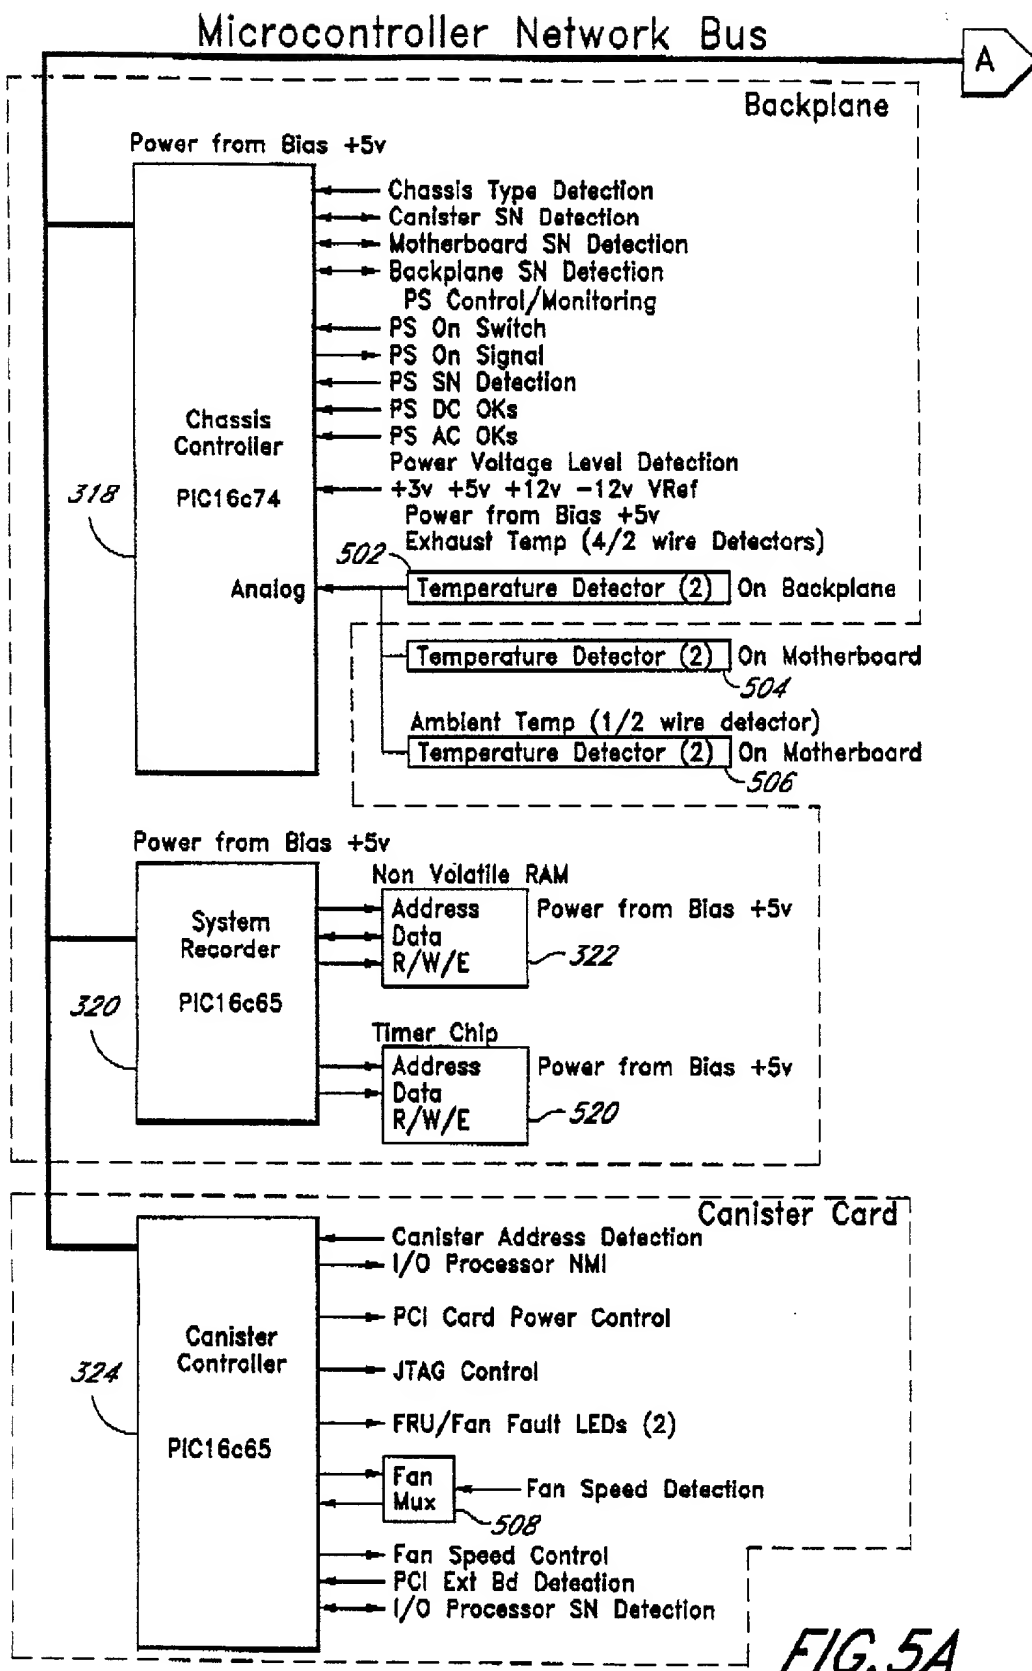 Microcontroller Network Bus
A
Backplane
Power from Bias +5v
Chassis Type Detection
Canister SN Detection
Motherboard SN Detection
Backplane SN Detection
PS Control/Monitoring
PS On Switch
PS On Signal
PS SN Detection
PS DC OKs
PS AC OKs
Chassis
Controller
Power Voltage Level Detection
318
PIC16c74
+3v +5v +12v -12v VRef
Power from Bias +5v
Exhaust Temp (4/2 wire Detectors)
502
Analog
Temperature Detector (2) On Backplane
Temperature Detector (2) On Motherboard
504
Ambient Temp (1/2 wire detector)
Temperature Detector (2) On Motherboard
506
Power from Bias +5v
Non Volatile RAM
System
Recorder
Address
Data
R/W/E
Power from Bias +5v
322
320
PIC16c65
Timer Chip
Address
Data
R/W/E
Power from Bias +5v
520
Canister Card
Canister Address Detection
I/O Processor NMI
PCI Card Power Control
Canister
Controller
324
JTAG Control
FRU/Fan Fault LEDs (2)
PIC16c65
Fan
Mux
Fan Speed Detection
508
Fan Speed Control
PCI Ext Bd Detection
I/O Processor SN Detection
FIG. 5A